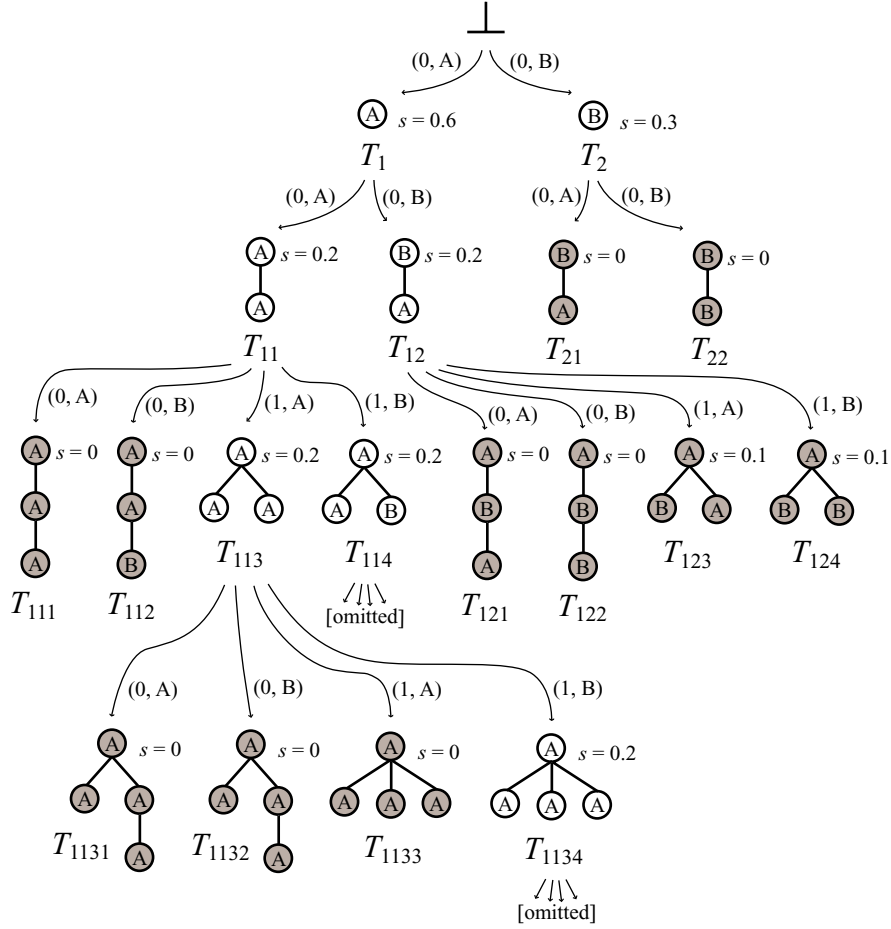 ⊥
(0, A) (0, B)
A s = 0.6 B s = 0.3
T1 T2
(0, A) (0, B) (0, A) (0, B)
A s = 0.2 B s = 0.2 B s = 0 B s = 0
A A A B
T11 T12 T21 T22
(0, A) (0, B) (1, A) (1, B) (0, A) (0, B) (1, A) (1, B)
A s = 0 A s = 0 A s = 0.2 A s = 0.2 A s = 0 A s = 0 A s = 0.1 A s = 0.1
A A A A A B B B B A B B
A B A B
T113 T114 T123 T124
T111 T112 T121 T122
[omitted]
(0, A) (0, B) (1, A) (1, B)
A s = 0 A s = 0 A s = 0 A s = 0.2
A A A A A A A A A A
A A
T1131 T1132 T1133 T1134
[omitted]